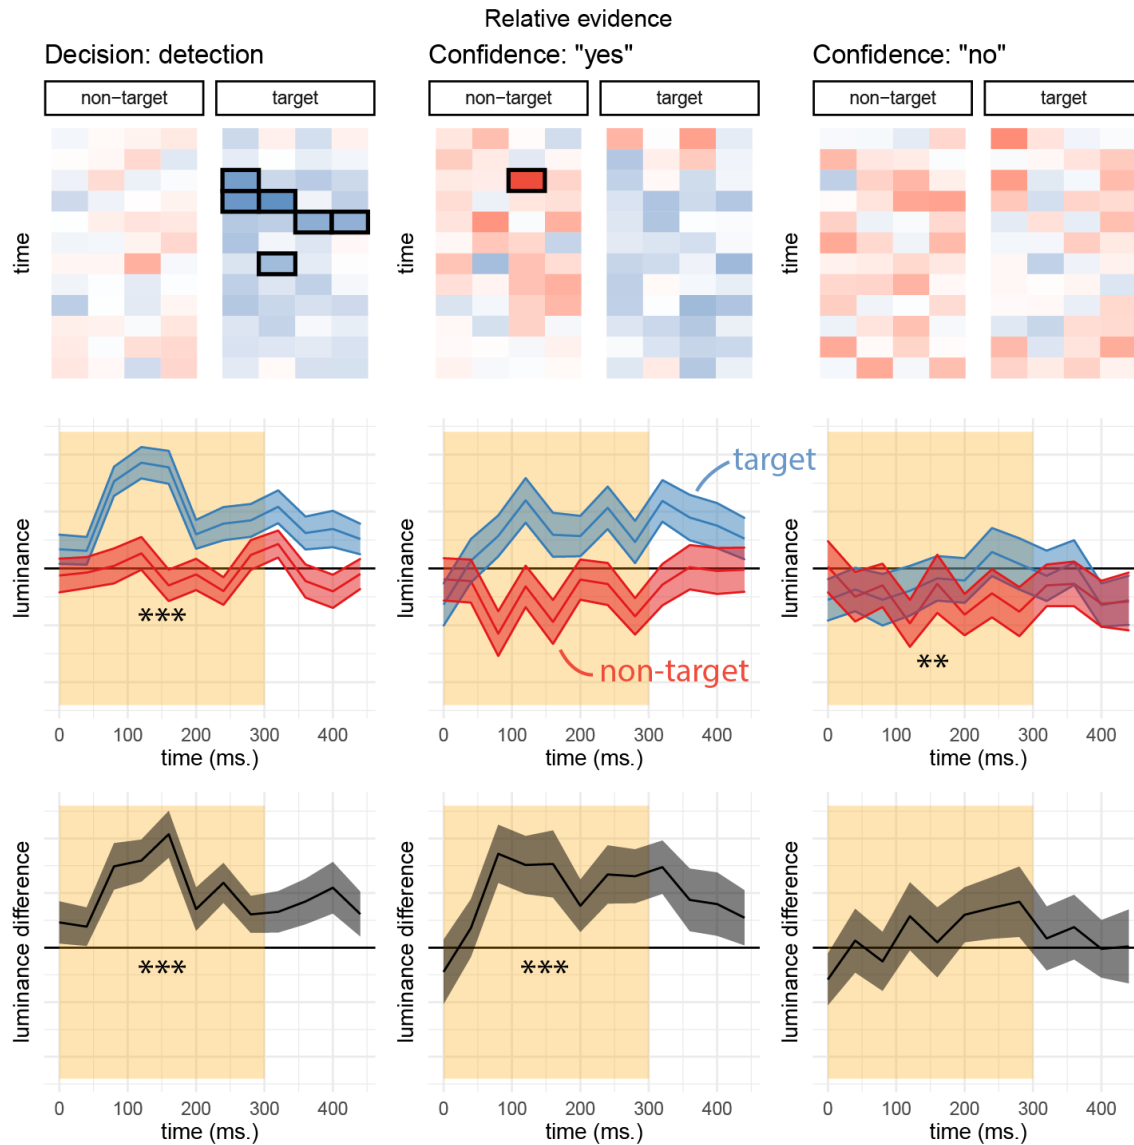 Relative evidence
Decision: detection
Confidence: "yes"
Confidence: "no"
non−target
target
non−target
target
non−target
target
time
time
time
luminance
luminance
luminance
target
non-target
***
**
0 100 200 300 400
0 100 200 300 400
0 100 200 300 400
time (ms.)
time (ms.)
time (ms.)
luminance difference
luminance difference
luminance difference
***
***
0 100 200 300 400
0 100 200 300 400
0 100 200 300 400
time (ms.)
time (ms.)
time (ms.)